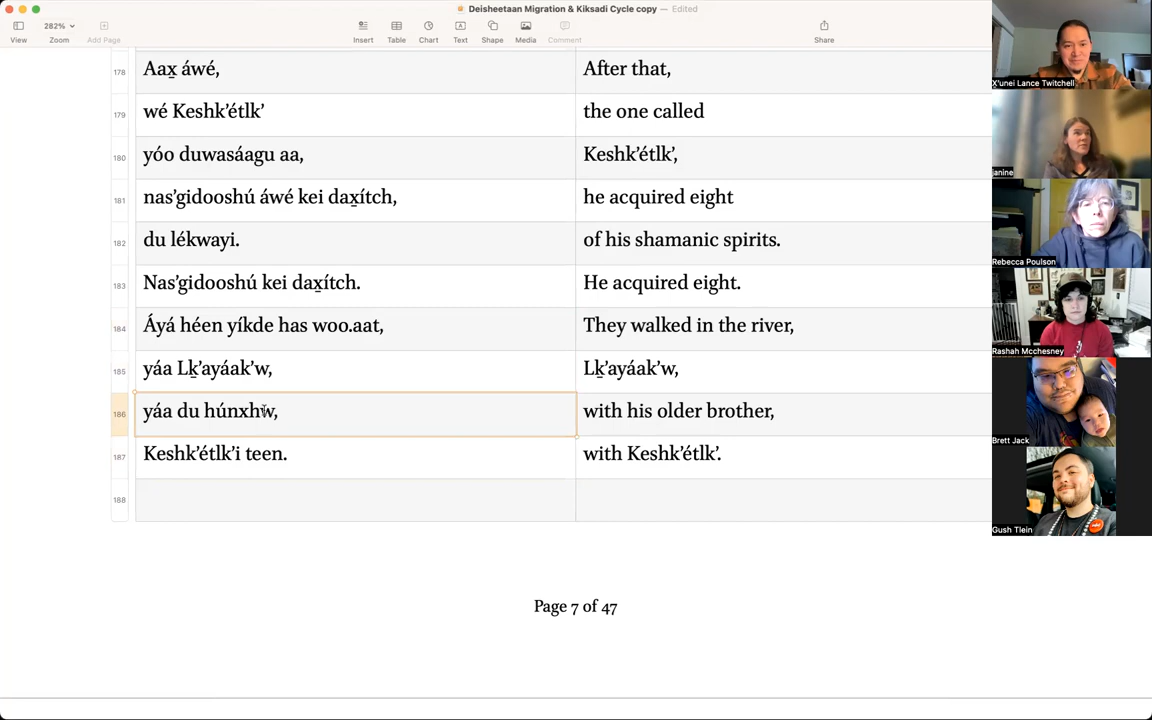 Deisheetaan Migration & Kiksadi Cycle copy — Edited
282%
View Zoom Add Page Insert Table Chart Text Shape Media Comment Share
178 Aax̱ áwé, After that,
179 wé Keshk’étlk’ the one called
180 yóo duwasáagu aa, Keshk’étlk’,
181 nas’gidooshú áwé kei dax̱ítch, he acquired eight
182 du lékwayi. of his shamanic spirits.
183 Nas’gidooshú kei dax̱ítch. He acquired eight.
184 Áyá héen yíkde has woo.aat, They walked in the river,
185 yáa Lḵ’ayáak’w, Lḵ’ayáak’w,
186 yáa du húnxhw, with his older brother,
187 Keshk’étlk’i teen. with Keshk’étlk’.
188
Page 7 of 47
X̱ʼunei Lance Twitchell
janine
Rebecca Poulson
Rashah Mcchesney
Brett Jack
Gush Tlein